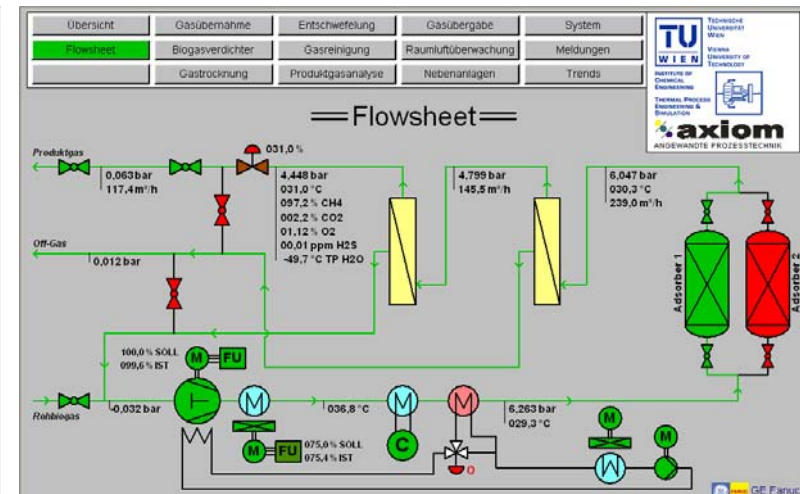 Übersicht
Gasübernahme
Entschwefelung
Gasübergabe
System
Flowsheet
Biogasverdichter
Gasreinigung
Raumluftüberwachung
Meldungen
Gastrocknung
Produktgasanalyse
Nebenanlagen
Trends
TU
WIEN
TECHNISCHE
UNIVERSITÄT
WIEN
VIENNA
UNIVERSITY OF
TECHNOLOGY
INSTITUTE OF
CHEMICAL
ENGINEERING
THERMAL PROCESS
ENGINEERING &
SIMULATION
axiom
ANGEWANDTE PROZESSTECHNIK
Flowsheet
Produktgas
0,063 bar
117,4 m³/h
031,0 %
4,448 bar
031,0 °C
097,2 % CH4
002,2 % CO2
01,12 % O2
00,01 ppm H2S
-49,7 °C TP H2O
4,799 bar
145,5 m³/h
6,047 bar
030,3 °C
239,0 m³/h
Off-Gas
0,012 bar
Adsorber 1
Adsorber 2
100,0 % SOLL
099,6 % IST
M
FU
Rohbiogas
-0,032 bar
M
036,8 °C
M
M
6,263 bar
029,3 °C
075,0 % SOLL
075,4 % IST
M
FU
C
O
M
M
GE Fanuc